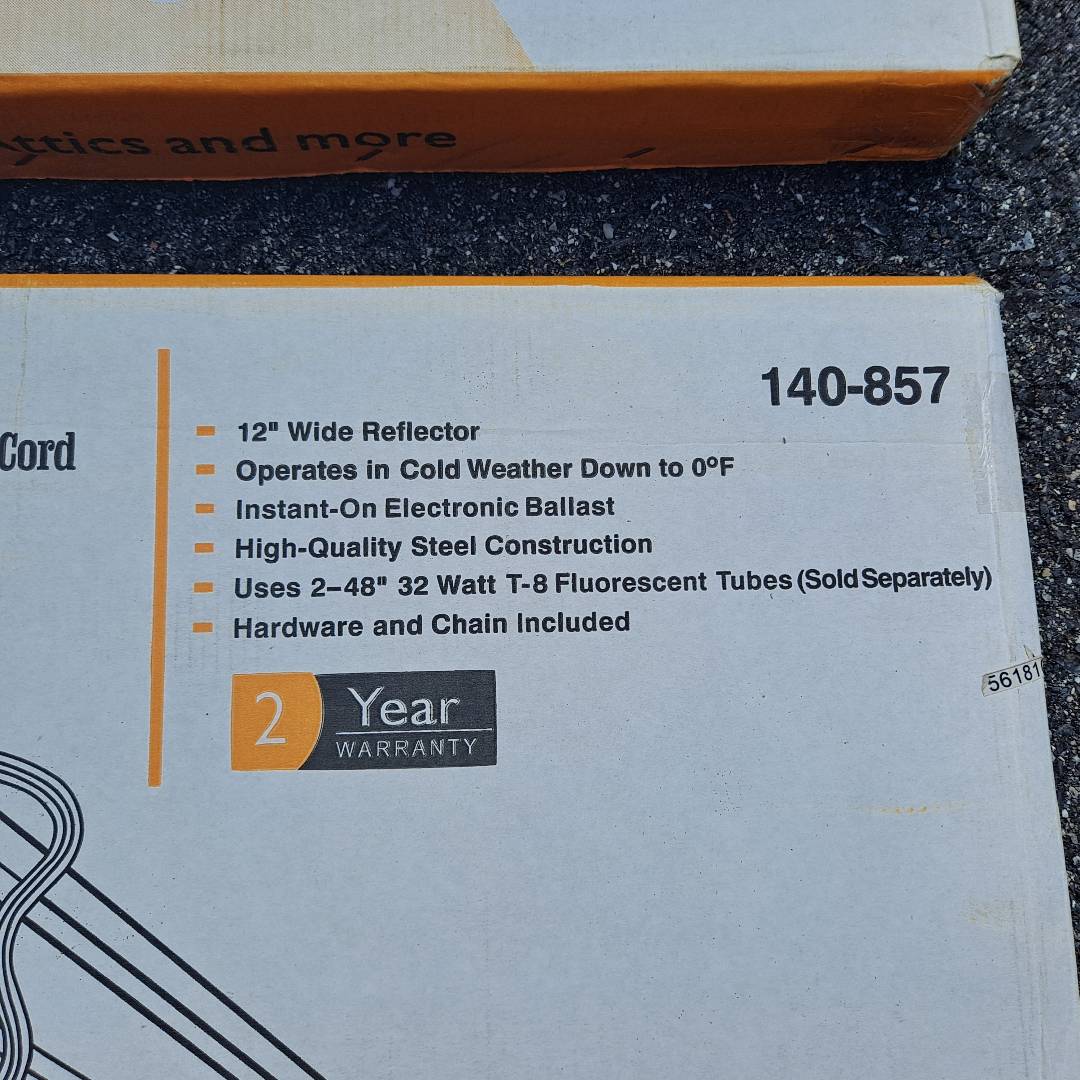 Attics and more
140-857
Cord
12" Wide Reflector
Operates in Cold Weather Down to 0ºF
Instant-On Electronic Ballast
High-Quality Steel Construction
Uses 2–48" 32 Watt T-8 Fluorescent Tubes (Sold Separately)
Hardware and Chain Included
56181
2 Year
WARRANTY